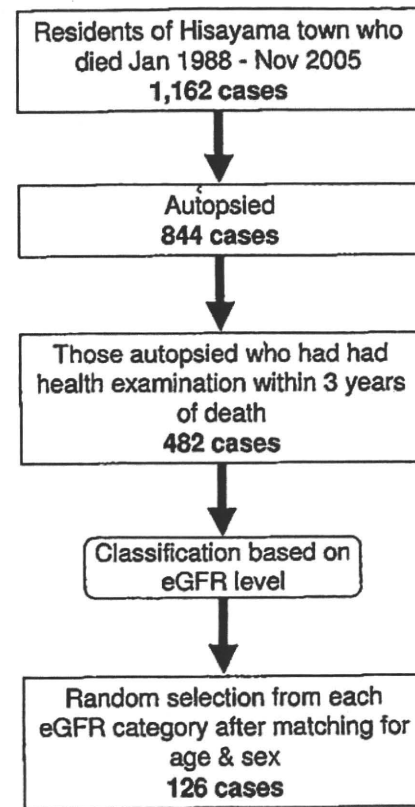 Residents of Hisayama town who
died Jan 1988 - Nov 2005
1,162 cases
Autopsied
844 cases
Those autopsied who had had
health examination within 3 years
of death
482 cases
Classification based on
eGFR level
Random selection from each
eGFR category after matching for
age & sex
126 cases